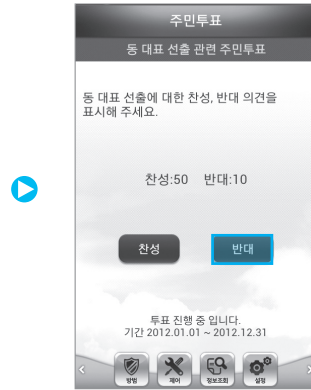 주민투표
동 대표 선출 관련 주민투표
동 대표 선출에 대한 찬성, 반대 의견을
표시해 주세요.
찬성:50 반대:10
찬성 반대
투표 진행 중 입니다.
기간 2012.01.01 ~ 2012.12.31
방범 제어 정보조회 설정